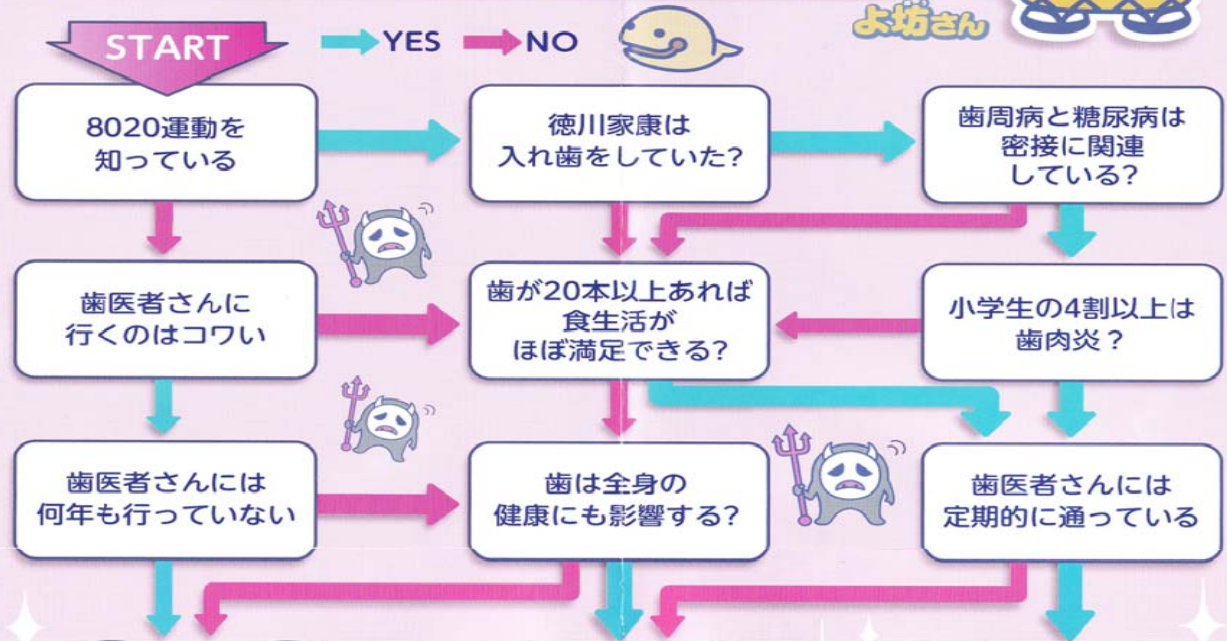 START
YES
NO
よ坊さん
8020運動を
知っている
徳川家康は
入れ歯をしていた?
歯周病と糖尿病は
密接に関連
している?
歯医者さんに
行くのはコワい
歯が20本以上あれば
食生活が
ほぼ満足できる?
小学生の4割以上は
歯肉炎?
歯医者さんには
何年も行っていない
歯は全身の
健康にも影響する?
歯医者さんには
定期的に通っている